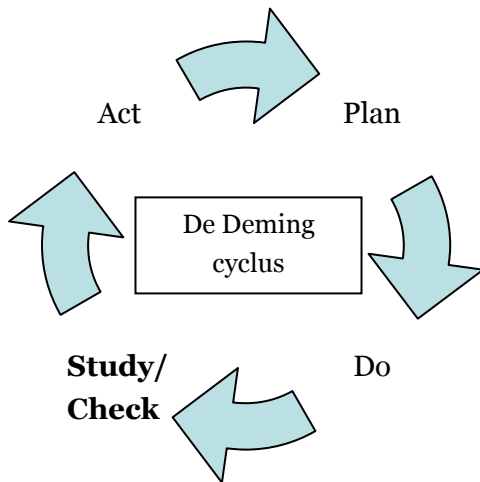 Act
Plan
De Deming
cyclus
Study/
Check
Do